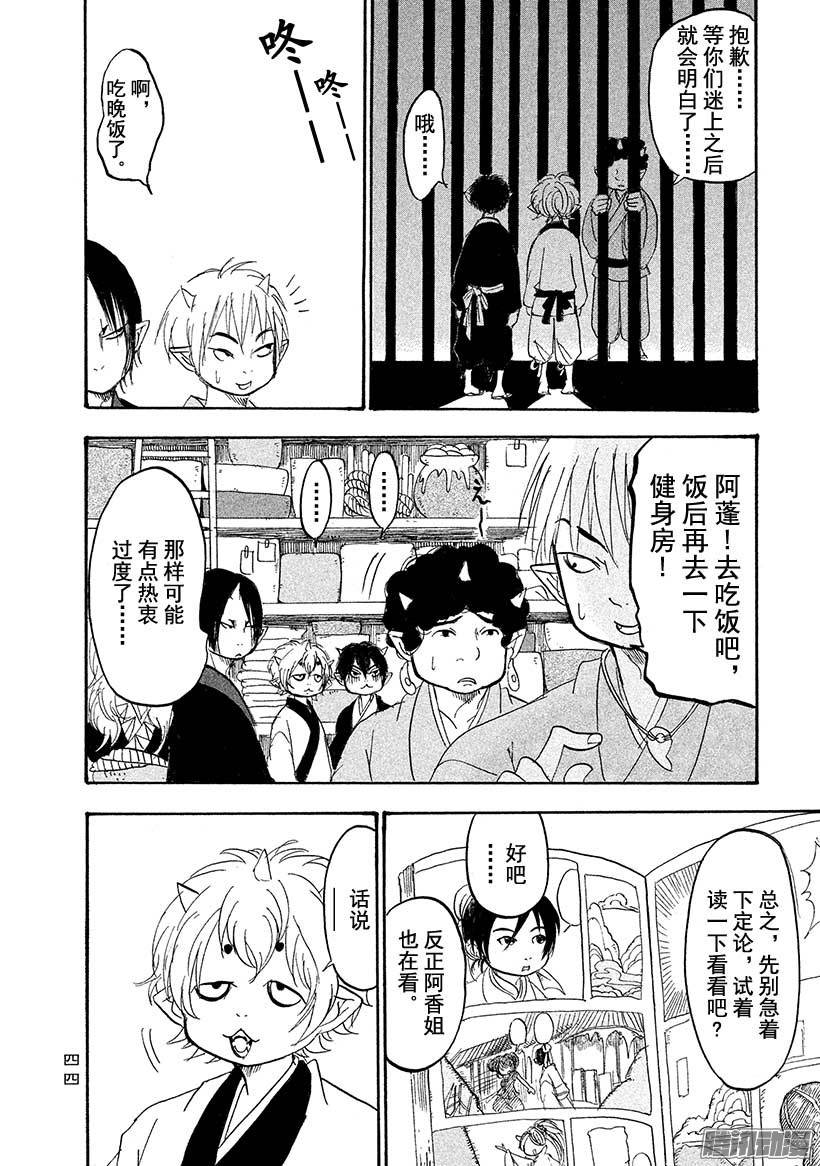 抱歉……
等你们迷上之后
就会明白了……
哦……
咚——
咚——
啊，
吃晚饭了。
阿蓬！去吃饭吧，
饭后再去一下
健身房！
え～
……
……
那样可能
有点热衷
过度了……
总之，先别急着
下定论，试着
读一下看看吧？
好吧
……
反正阿香姐
也在看。
话说
——
四四
腾讯动漫